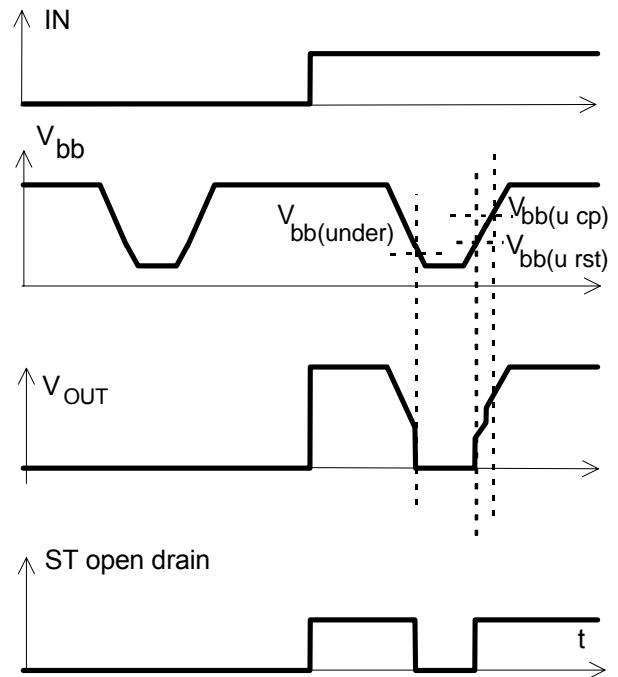 IN
V bb
V bb(under)
V bb(u cp)
V bb(u rst)
V OUT
ST open drain
t